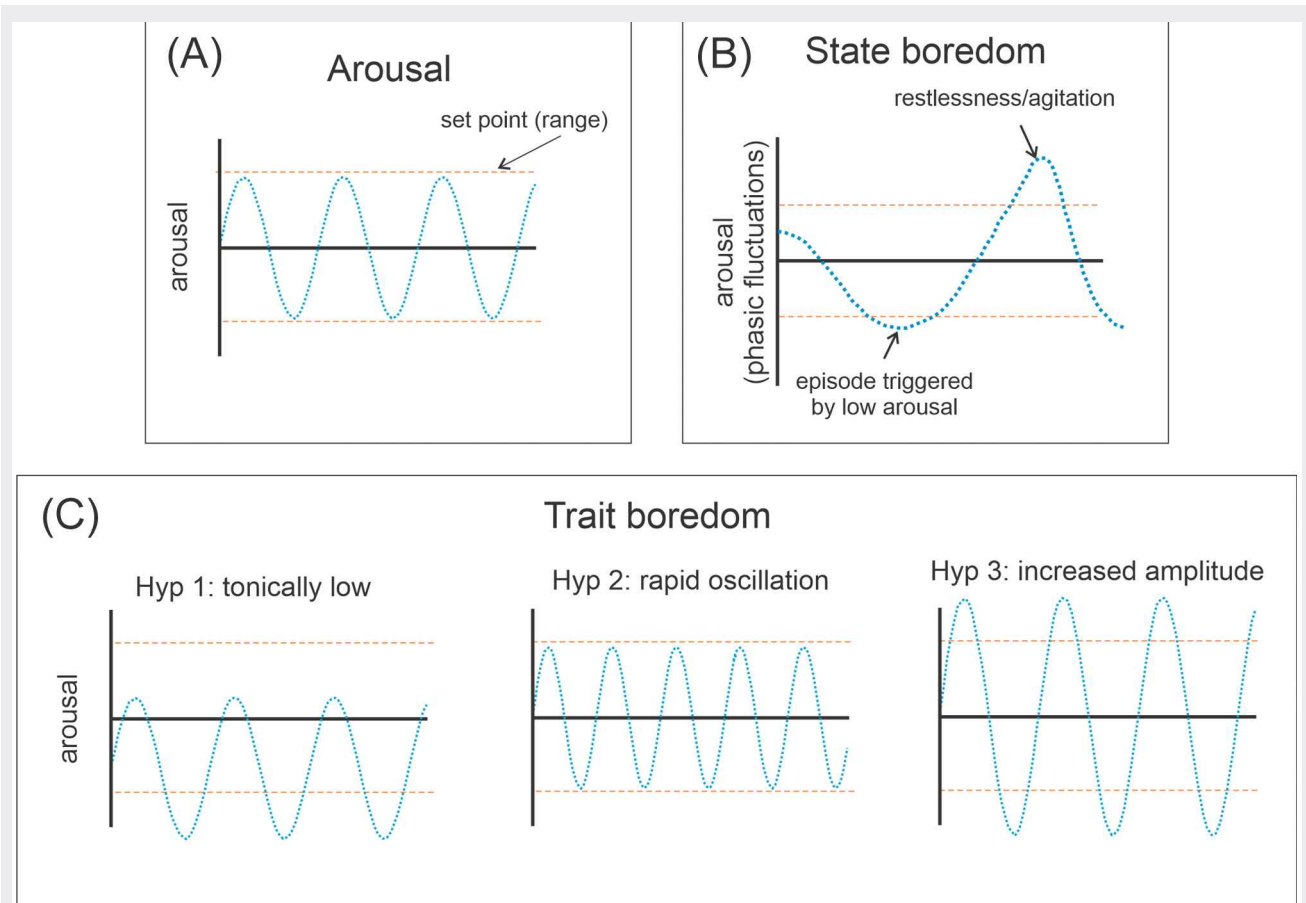 (A)
Arousal
set point (range)
arousal
(B)
State boredom
restlessness/agitation
arousal
(phasic fluctuations)
episode triggered
by low arousal
(C)
Trait boredom
Hyp 1: tonically low
Hyp 2: rapid oscillation
Hyp 3: increased amplitude
arousal